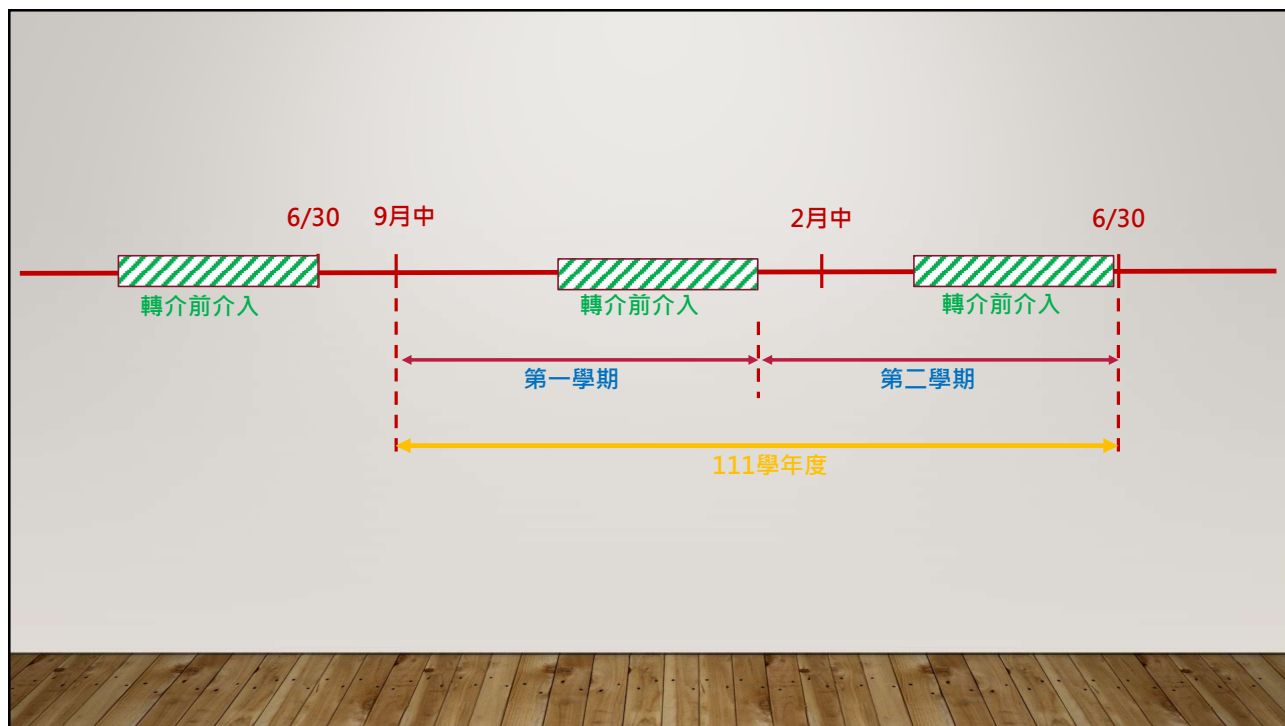 6/30
9月中
2月中
6/30
轉介前介入
轉介前介入
轉介前介入
第一學期
第二學期
111學年度